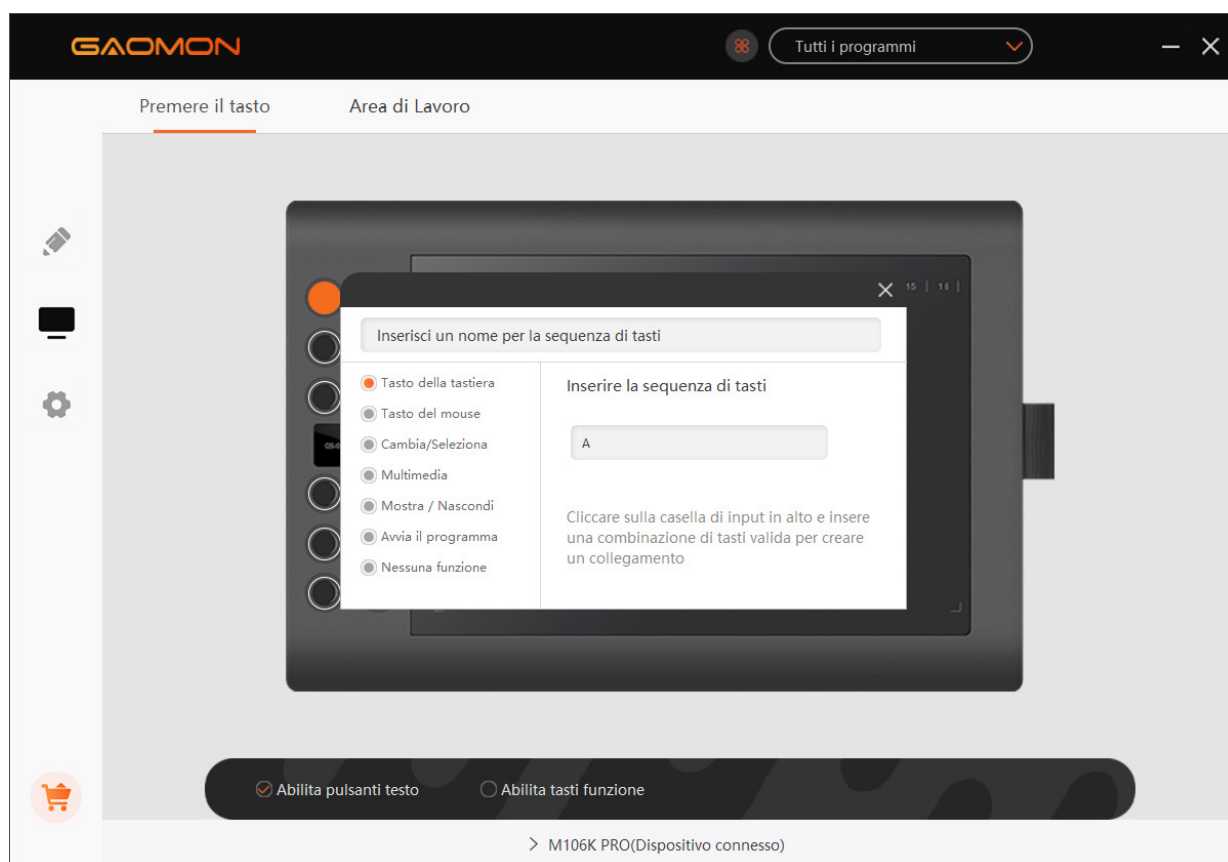 GAOMON
Tutti i programmi
Premere il tasto
Area di Lavoro
15 | 16 |
Inserisci un nome per la sequenza di tasti
Tasto della tastiera
Tasto del mouse
Cambia/Seleziona
Multimedia
Mostra / Nascondi
Avvia il programma
Nessuna funzione
Inserire la sequenza di tasti
A
Cliccare sulla casella di input in alto e insere
una combinazione di tasti valida per creare
un collegamento
Abilita pulsanti testo
Abilita tasti funzione
> M106K PRO(Dispositivo connesso)